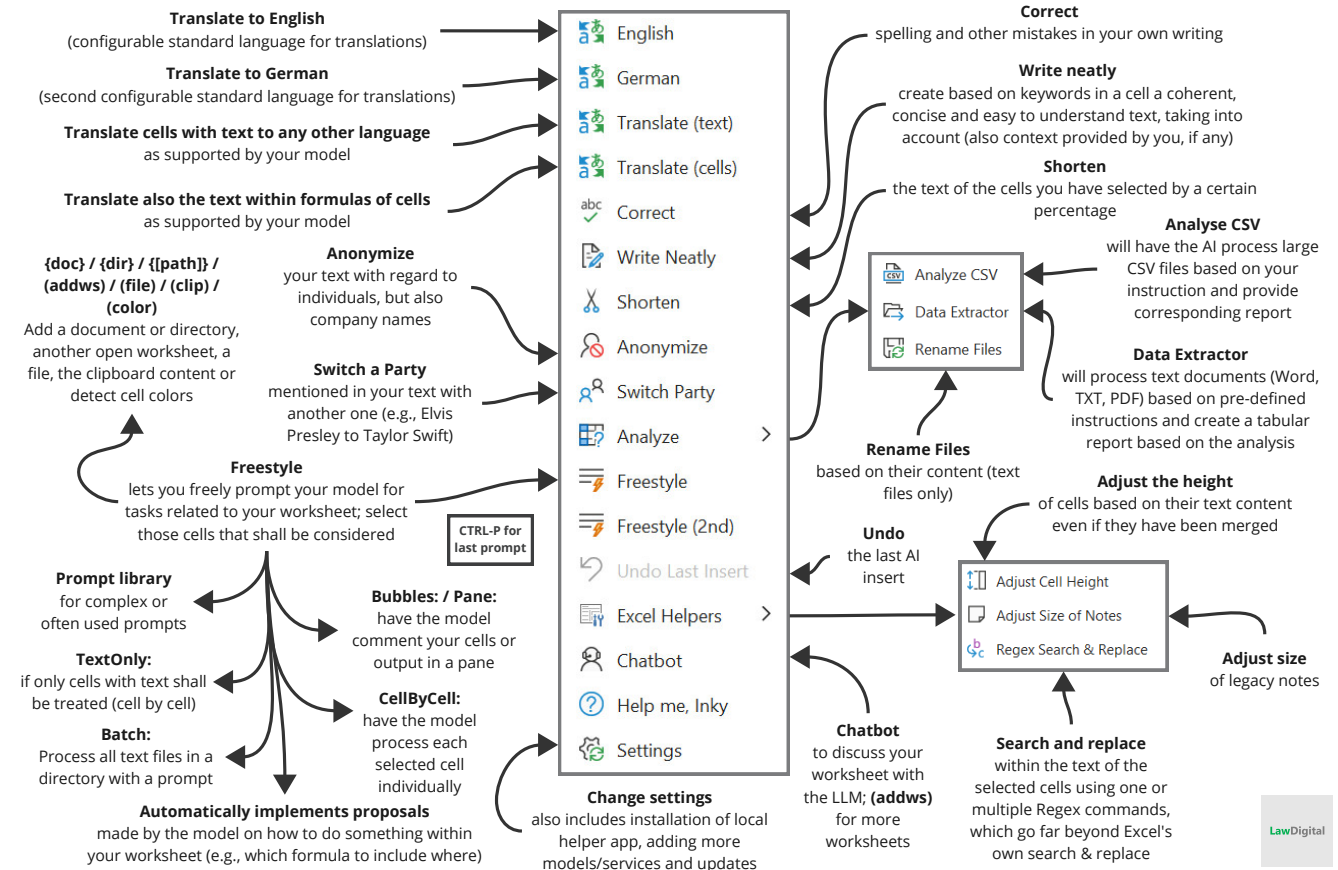 Translate to English
(configurable standard language for translations)
Translate to German
(second configurable standard language for translations)
Translate cells with text to any other language
as supported by your model
Translate also the text within formulas of cells
as supported by your model
{doc} / {dir} / {[path]} /
(addws) / (file) / (clip) /
(color)
Add a document or directory,
another open worksheet, a
file, the clipboard content or
detect cell colors
Anonymize
your text with regard to
individuals, but also
company names
Switch a Party
mentioned in your text with
another one (e.g., Elvis
Presley to Taylor Swift)
Freestyle
lets you freely prompt your model for
tasks related to your worksheet; select
those cells that shall be considered
CTRL-P for
last prompt
Prompt library
for complex or
often used prompts
TextOnly:
if only cells with text shall
be treated (cell by cell)
Batch:
Process all text files in a
directory with a prompt
Bubbles: / Pane:
have the model
comment your cells or
output in a pane
CellByCell:
have the model
process each
selected cell
individually
Automatically implements proposals
made by the model on how to do something within
your worksheet (e.g., which formula to include where)
English
German
Translate (text)
Translate (cells)
abc
Correct
Write Neatly
Shorten
Anonymize
Switch Party
Analyze
Freestyle
Freestyle (2nd)
Undo Last Insert
Excel Helpers
Chatbot
Help me, Inky
Settings
Change settings
also includes installation of local
helper app, adding more
models/services and updates
Correct
spelling and other mistakes in your own writing
Write neatly
create based on keywords in a cell a coherent,
concise and easy to understand text, taking into
account (also context provided by you, if any)
Shorten
the text of the cells you have selected by a certain
percentage
Analyse CSV
will have the AI process large
CSV files based on your
instruction and provide
corresponding report
CSV
Analyze CSV
Data Extractor
Rename Files
Data Extractor
will process text documents (Word,
TXT, PDF) based on pre-defined
instructions and create a tabular
report based on the analysis
Rename Files
based on their content (text
files only)
Adjust the height
of cells based on their text content
even if they have been merged
Undo
the last AI
insert
Adjust Cell Height
Adjust Size of Notes
b
c
Regex Search & Replace
Adjust size
of legacy notes
Chatbot
to discuss your
worksheet with
the LLM; (addws)
for more
worksheets
Search and replace
within the text of the
selected cells using one or
multiple Regex commands,
which go far beyond Excel's
own search & replace
LawDigital